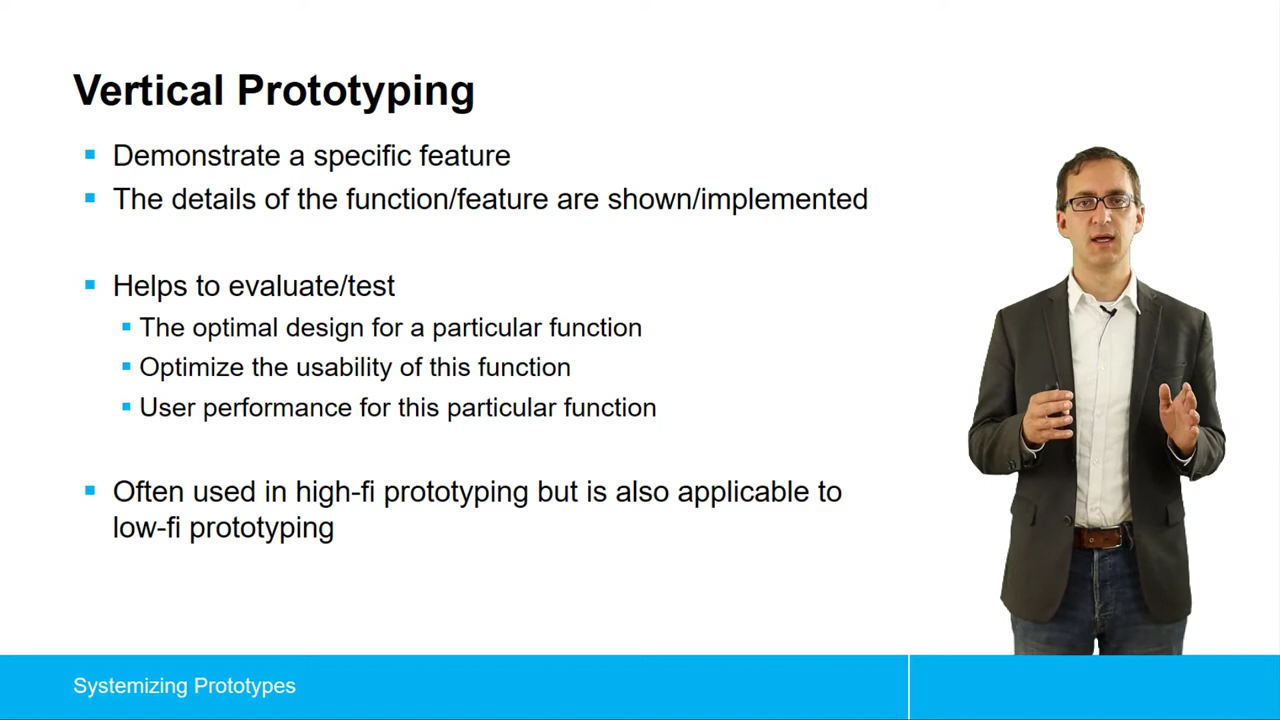 Vertical Prototyping
Demonstrate a specific feature
The details of the function/feature are shown/implemented
Helps to evaluate/test
The optimal design for a particular function
Optimize the usability of this function
User performance for this particular function
Often used in high-fi prototyping but is also applicable to
low-fi prototyping
Systemizing Prototypes